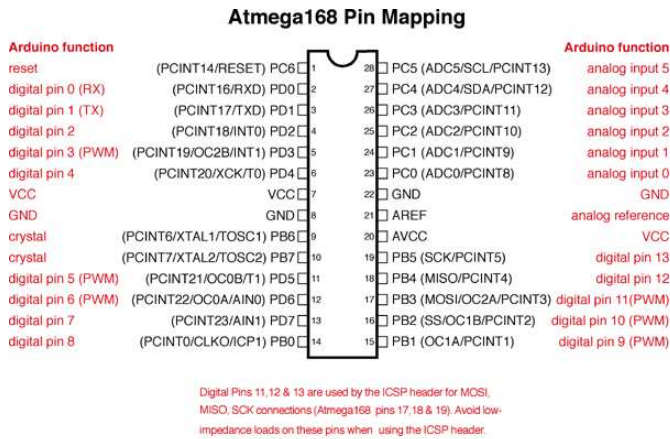 Atmega168 Pin Mapping
Arduino function Arduino function
reset (PCINT14/RESET) PC6 1 28 PC5 (ADC5/SCL/PCINT13) analog input 5
digital pin 0 (RX) (PCINT16/RXD) PD0 2 27 PC4 (ADC4/SDA/PCINT12) analog input 4
digital pin 1 (TX) (PCINT17/TXD) PD1 3 26 PC3 (ADC3/PCINT11) analog input 3
digital pin 2 (PCINT18/INT0) PD2 4 25 PC2 (ADC2/PCINT10) analog input 2
digital pin 3 (PWM) (PCINT19/OC2B/INT1) PD3 5 24 PC1 (ADC1/PCINT9) analog input 1
digital pin 4 (PCINT20/XCK/T0) PD4 6 23 PC0 (ADC0/PCINT8) analog input 0
VCC VCC 7 22 GND GND
GND GND 8 21 AREF analog reference
crystal (PCINT6/XTAL1/TOSC1) PB6 9 20 AVCC VCC
crystal (PCINT7/XTAL2/TOSC2) PB7 10 19 PB5 (SCK/PCINT5) digital pin 13
digital pin 5 (PWM) (PCINT21/OC0B/T1) PD5 11 18 PB4 (MISO/PCINT4) digital pin 12
digital pin 6 (PWM) (PCINT22/OC0A/AIN0) PD6 12 17 PB3 (MOSI/OC2A/PCINT3) digital pin 11(PWM)
digital pin 7 (PCINT23/AIN1) PD7 13 16 PB2 (SS/OC1B/PCINT2) digital pin 10 (PWM)
digital pin 8 (PCINT0/CLKO/ICP1) PB0 14 15 PB1 (OC1A/PCINT1) digital pin 9 (PWM)
Digital Pins 11,12 & 13 are used by the ICSP header for MOSI,
MISO, SCK connections (Atmega168 pins 17,18 & 19). Avoid low-
impedance loads on these pins when using the ICSP header.